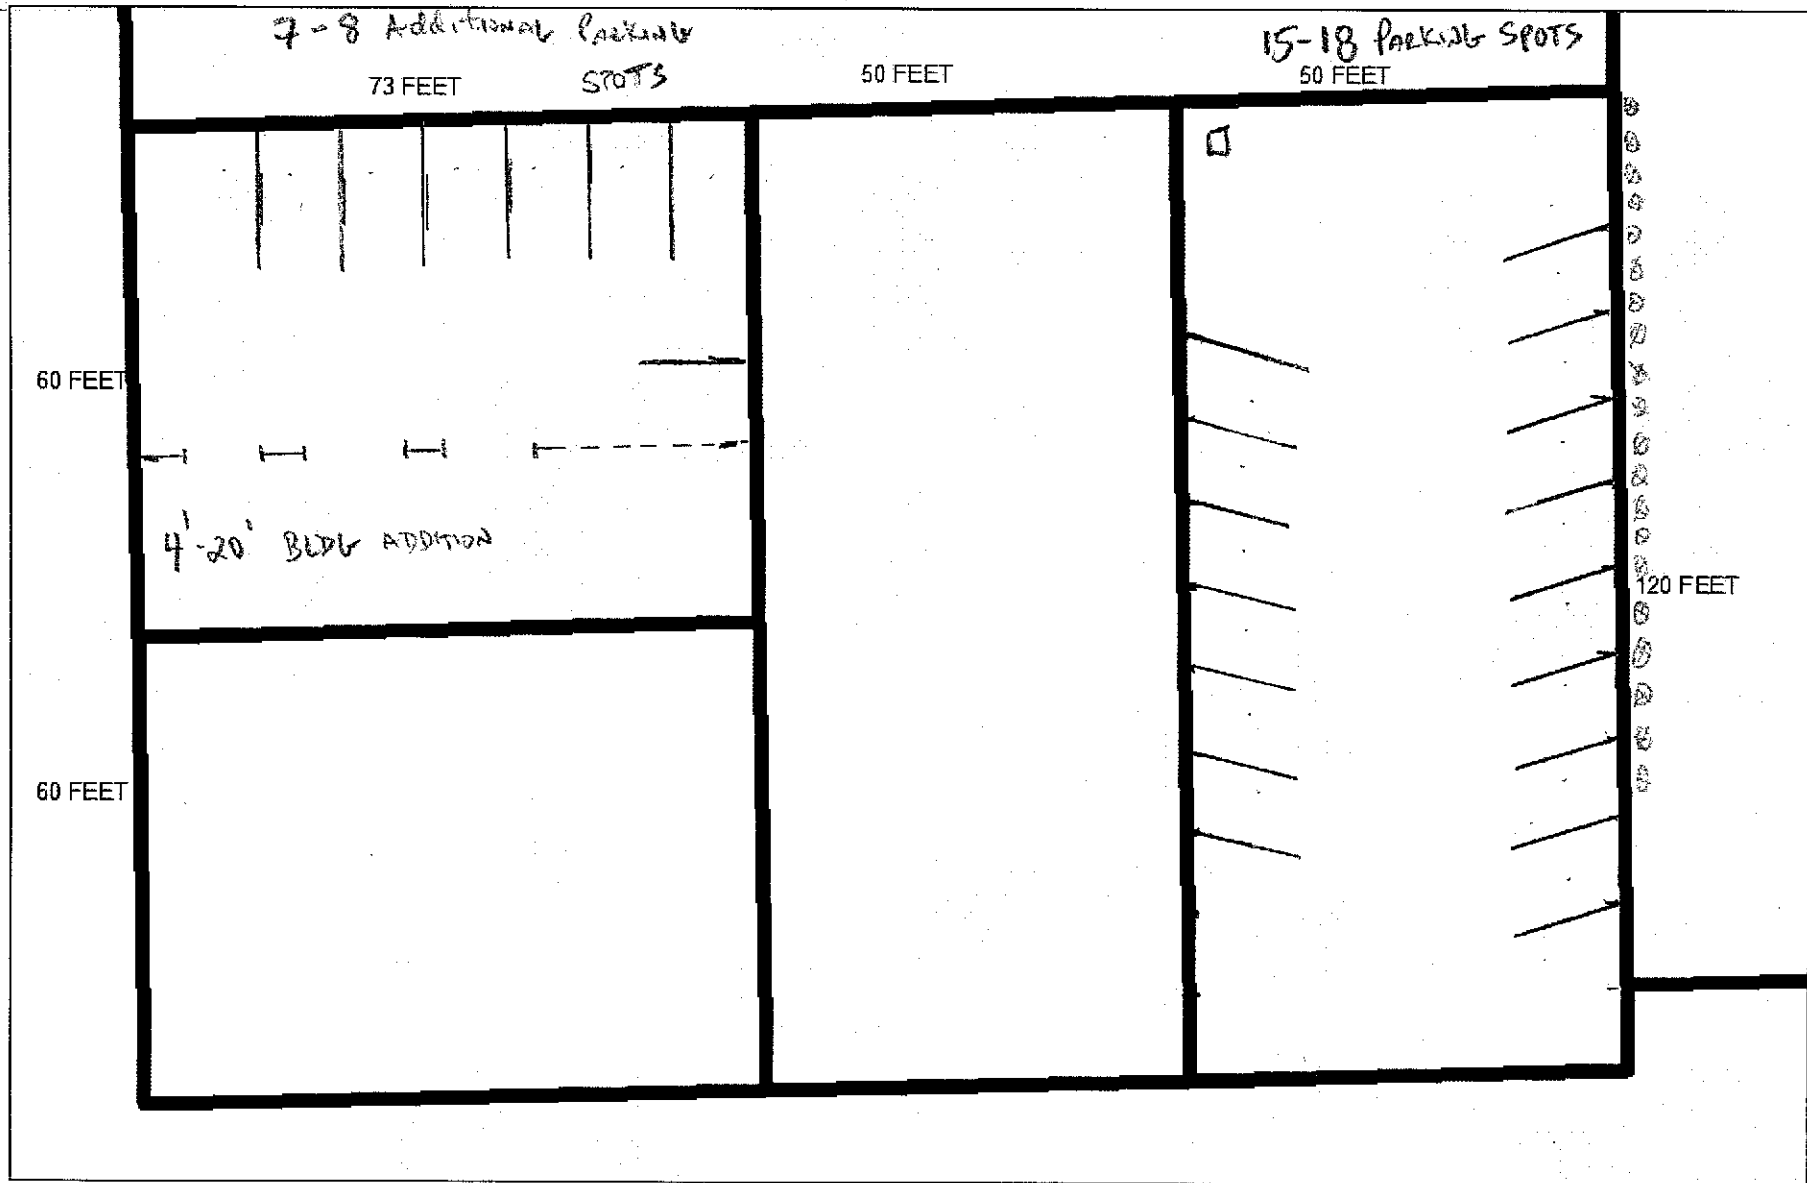 7-8 Additional Parking
SPOTS
15-18 PARKING SPOTS
73 FEET
50 FEET
50 FEET
60 FEET
4'-20' BLDG ADDITION
120 FEET
60 FEET